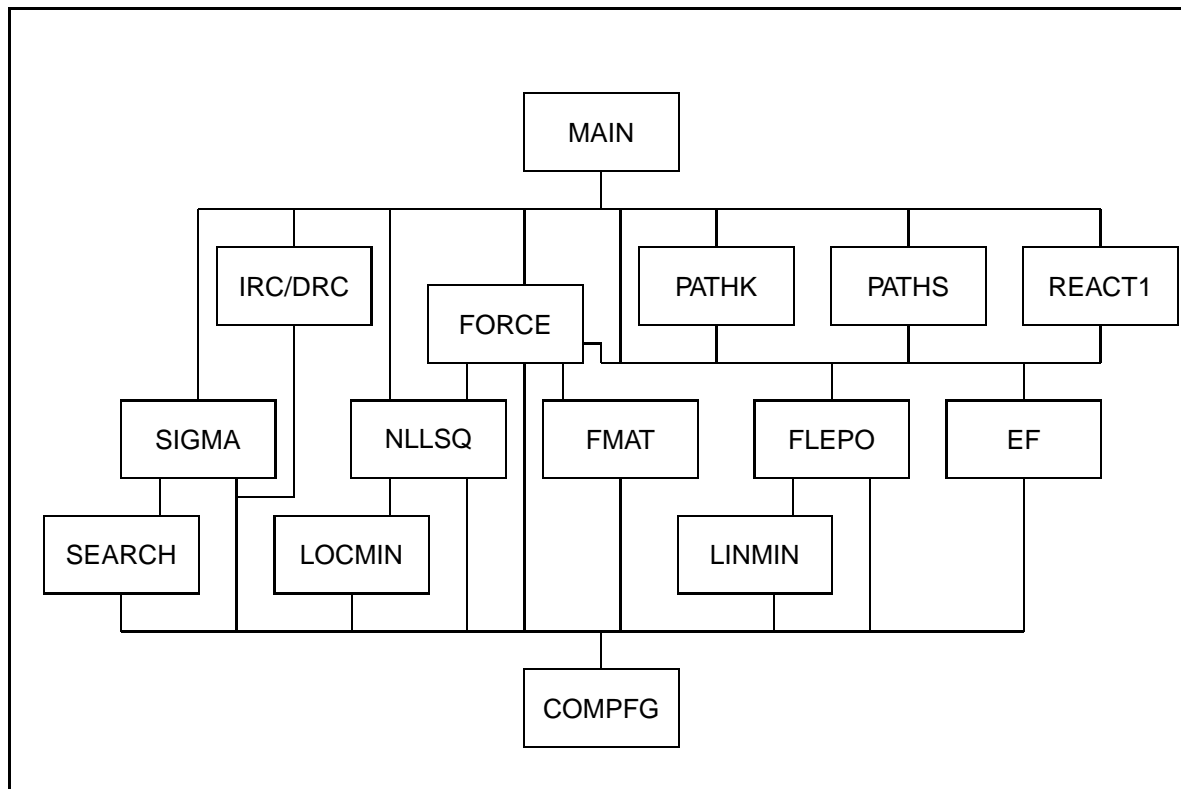 MAIN
IRC/DRC
PATHK
PATHS
REACT1
FORCE
SIGMA
NLLSQ
FMAT
FLEPO
EF
SEARCH
LOCMIN
LINMIN
COMPFG